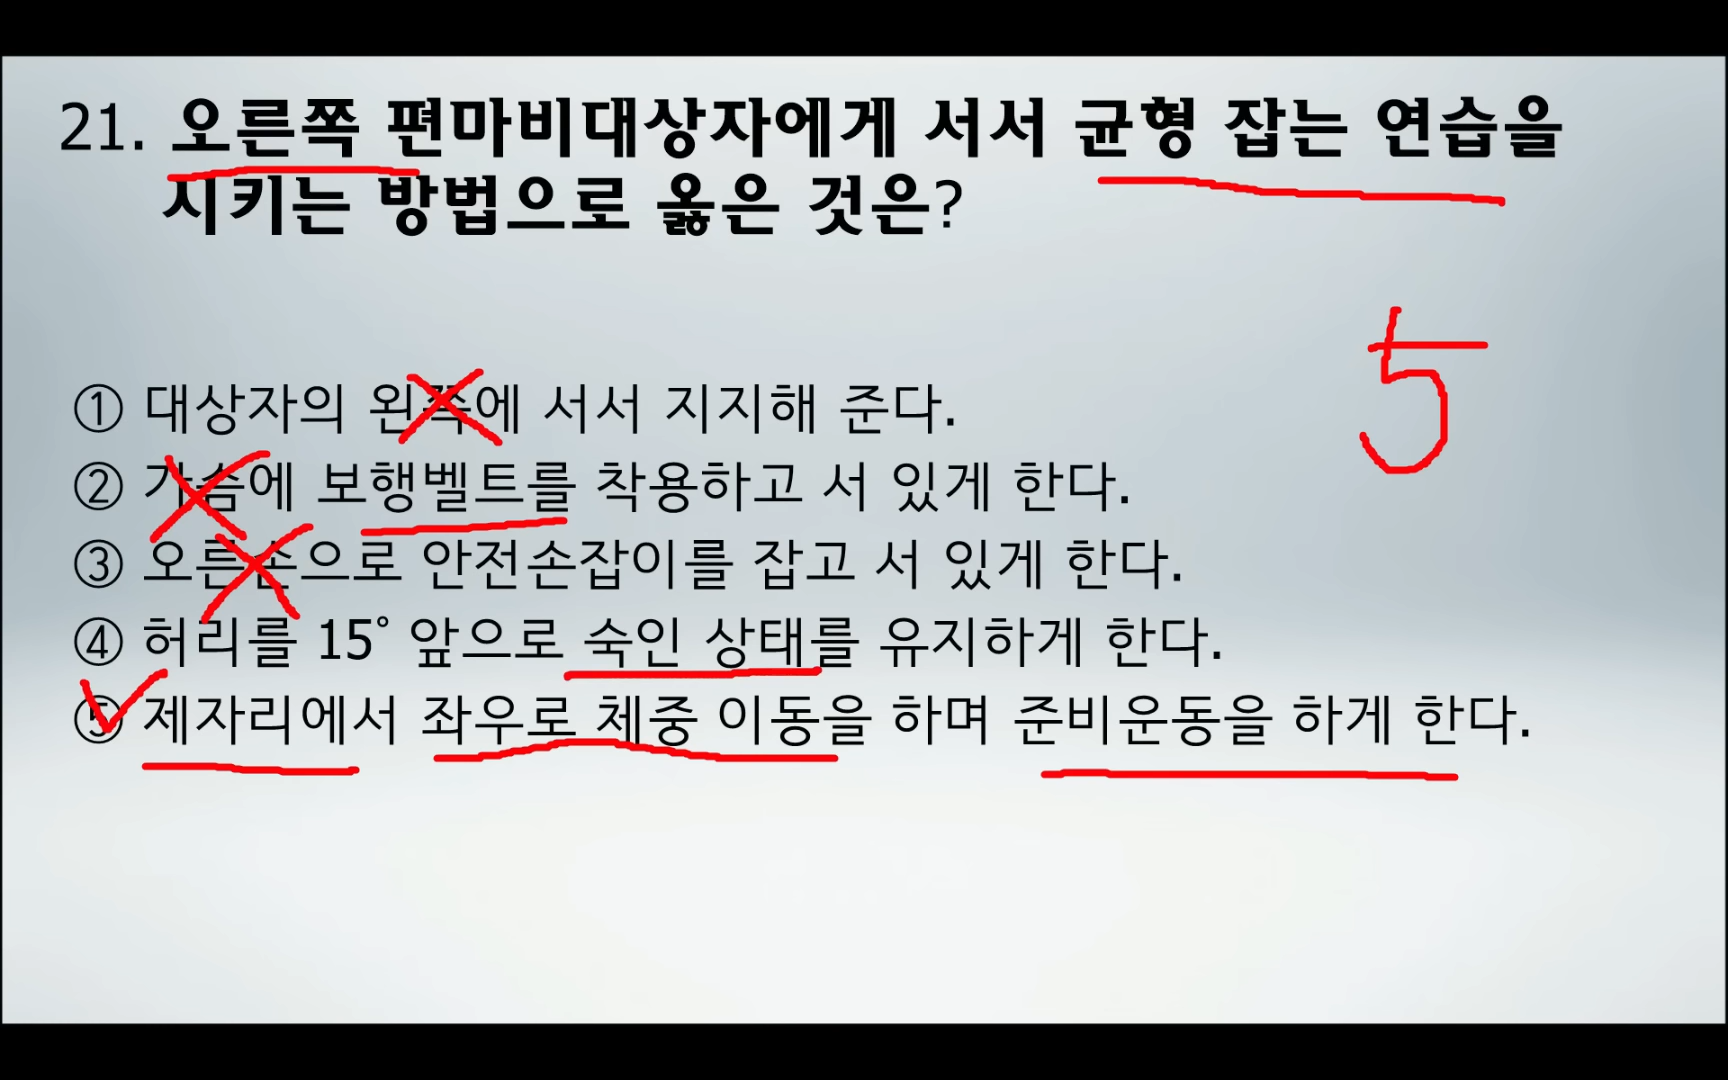 21. 오른쪽 편마비대상자에게 서서 균형 잡는 연습을
시키는 방법으로 옳은 것은?
5
① 대상자의 왼쪽에 서서 지지해 준다.
② 가슴에 보행벨트를 착용하고 서 있게 한다.
③ 오른손으로 안전손잡이를 잡고 서 있게 한다.
④ 허리를 15˚ 앞으로 숙인 상태를 유지하게 한다.
⑤ 제자리에서 좌우로 체중 이동을 하며 준비운동을 하게 한다.